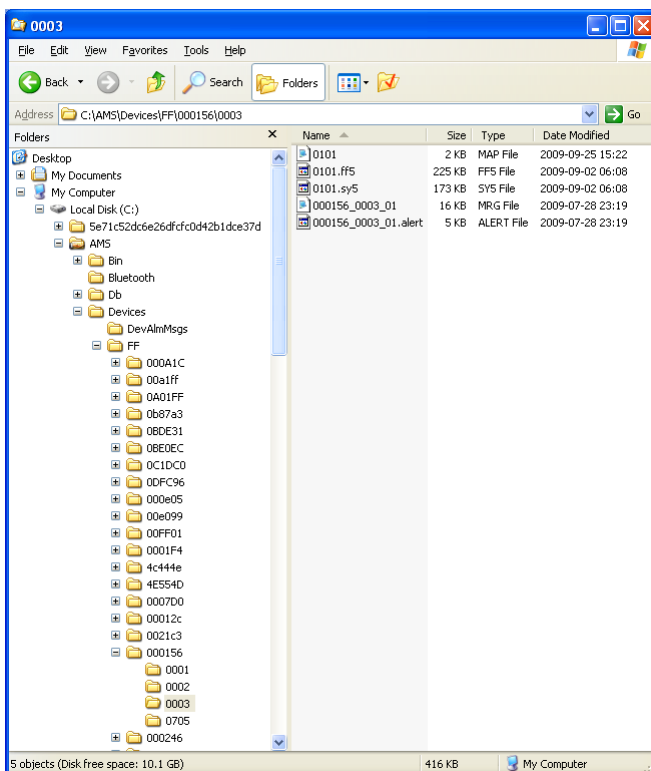 0003
File Edit View Favorites Tools Help
Back Search Folders
Address C:\AMS\Devices\FF\000156\0003 Go
Folders × Name Size Type Date Modified
Desktop
My Documents
My Computer
Local Disk (C:)
5e71c52dc6e26dfcfc0d42b1dce37d
AMS
Bin
Bluetooth
Db
Devices
DevAlmMsgs
FF
000A1C
00a1ff
0A01FF
0b87a3
0BDE31
0BE0EC
0C1DC0
0DFC96
000e05
00e099
00FF01
0001F4
4c444e
4E554D
0007D0
00012c
0021c3
000156
0001
0002
0003
0705
000246
0101 2 KB MAP File 2009-09-25 15:22
0101.ff5 225 KB FF5 File 2009-09-02 06:08
0101.sy5 173 KB SY5 File 2009-09-02 06:08
000156_0003_01 16 KB MRG File 2009-07-28 23:19
000156_0003_01.alert 5 KB ALERT File 2009-07-28 23:19
5 objects (Disk free space: 10.1 GB) 416 KB My Computer